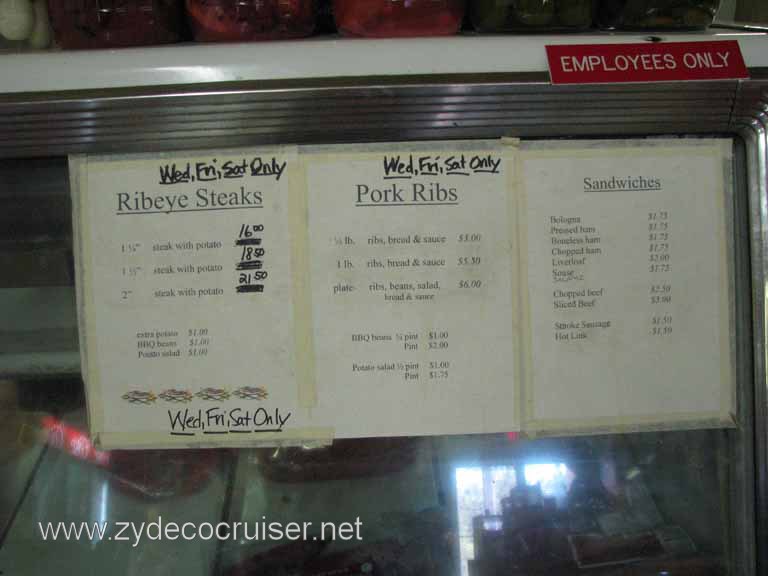 EMPLOYEES ONLY
Wed, Fri, Sat Only
Ribeye Steaks
16.00
1 ¼" steak with potato
18.50
1 ½" steak with potato
21.50
2" steak with potato
extra potato $1.00
BBQ beans $1.00
Potato salad $1.00
Wed, Fri, Sat Only
Wed, Fri, Sat Only
Pork Ribs
½ lb. ribs, bread & sauce $3.00
1 lb. ribs, bread & sauce $5.50
plate- ribs, beans, salad, $6.00
bread & sauce
BBQ beans ½ pint $1.00
Pint $2.00
Potato salad ½ pint $1.00
Pint $1.75
Sandwiches
Bologna $1.75
Pressed ham $1.75
Boneless ham $1.75
Chopped ham $1.75
Liverloaf $2.00
Souse $1.75
Chopped beef $2.50
Sliced Beef $3.00
Smoke Sausage $1.50
Hot Link $1.50
www.zydecocruiser.net